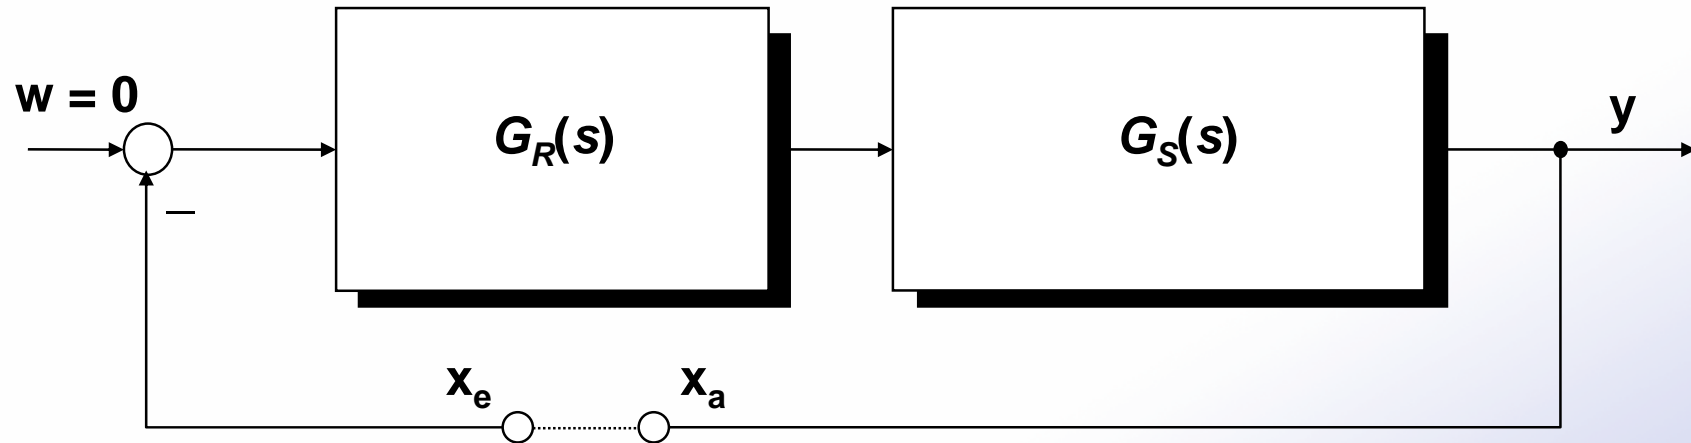 w = 0
G_R(s)
G_S(s)
y
–
x_e
x_a